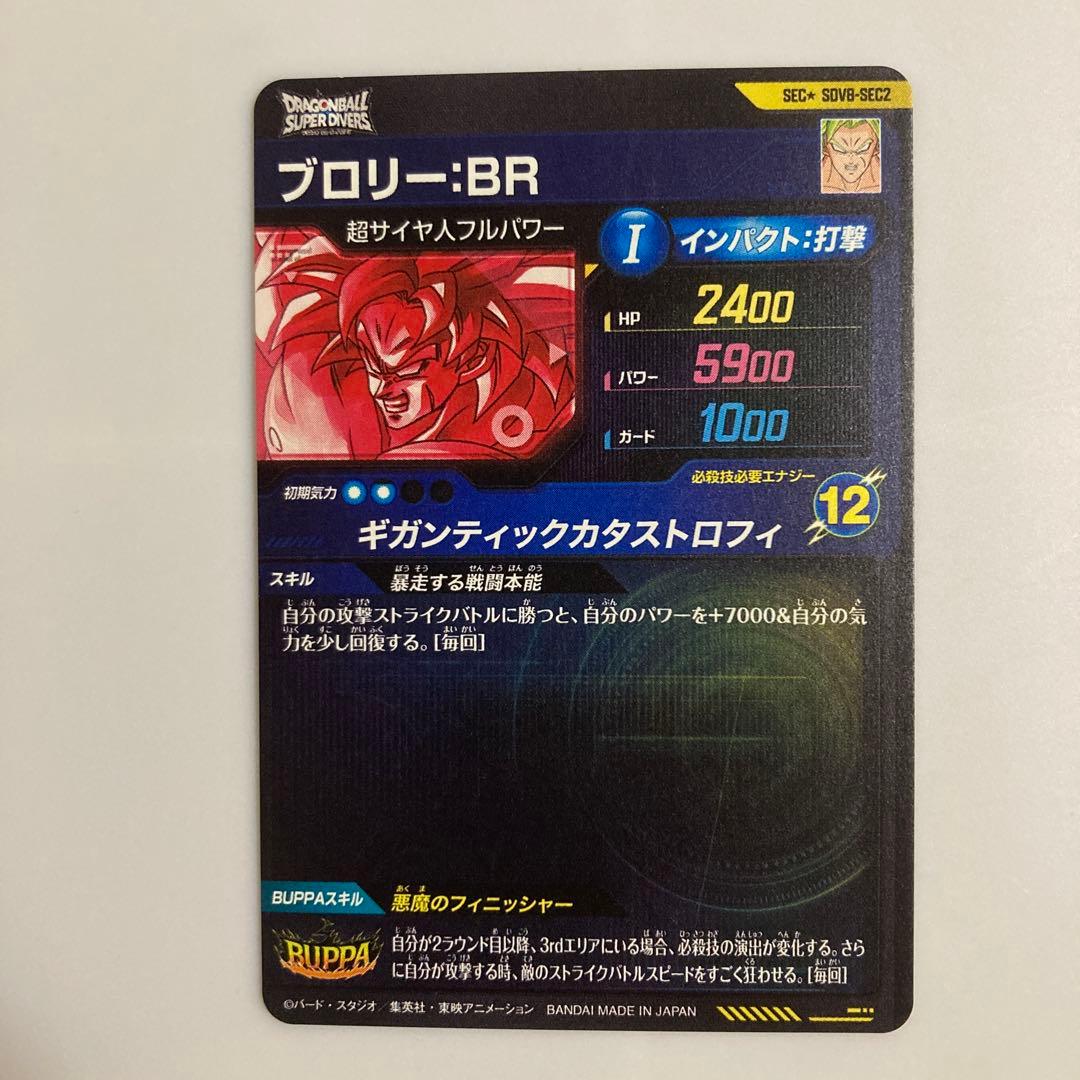 SEC★ SDV8-SEC2
DRAGONBALL
SUPER DIVERS
ブロリー:BR
超サイヤ人フルパワー
I インパクト:打撃
HP 2400
パワー 5900
ガード 1000
初期気力
必殺技必要エナジー
12
ギガンティックカタストロフィ
スキル 暴走する戦闘本能
自分の攻撃ストライクバトルに勝つと、自分のパワーを+7000&自分の気
力を少し回復する。[毎回]
BUPPAスキル 悪魔のフィニッシャー
BUPPA
自分が2ラウンド目以降、3rdエリアにいる場合、必殺技の演出が変化する。さら
に自分が攻撃する時、敵のストライクバトルスピードをすごく狂わせる。[毎回]
©バード・スタジオ／集英社・東映アニメーション BANDAI MADE IN JAPAN